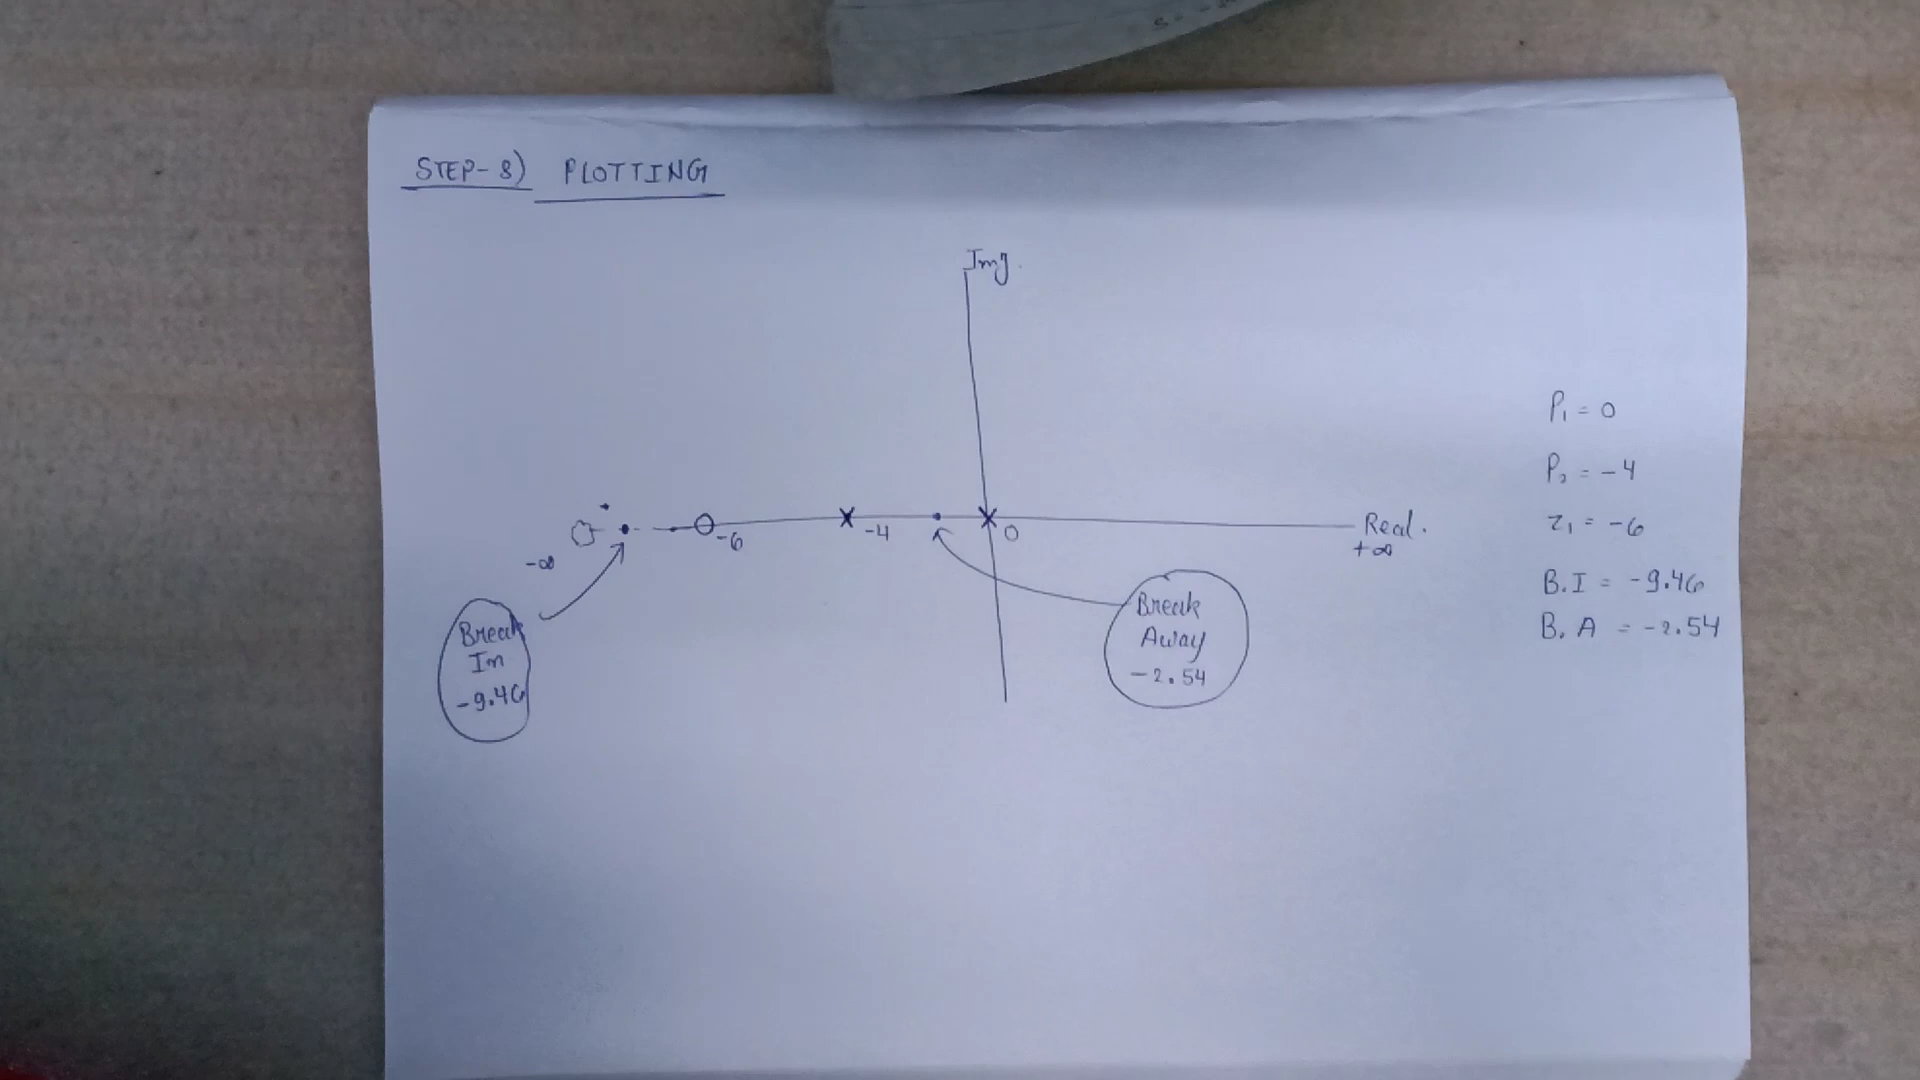 STEP-8) PLOTTING
Img.
P₁ = 0
P₂ = -4
-6
-4
0
Real.
z₁ = -6
-∞
+∞
B.I = -9.46
Break
In
-9.46
Break
Away
-2.54
B. A = -2.54